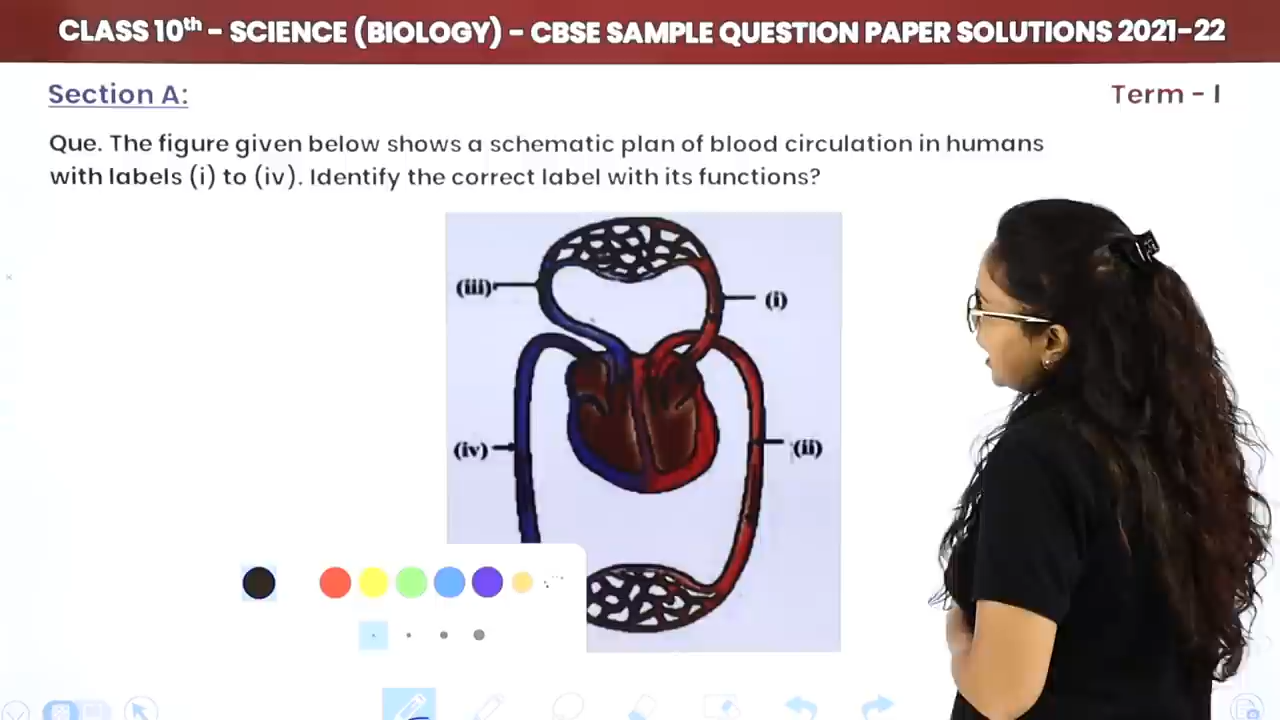 CLASS 10th – SCIENCE (BIOLOGY) – CBSE SAMPLE QUESTION PAPER SOLUTIONS 2021-22
Section A:
Term – I
Que. The figure given below shows a schematic plan of blood circulation in humans
with labels (i) to (iv). Identify the correct label with its functions?
(iii)
(i)
(iv)
(ii)